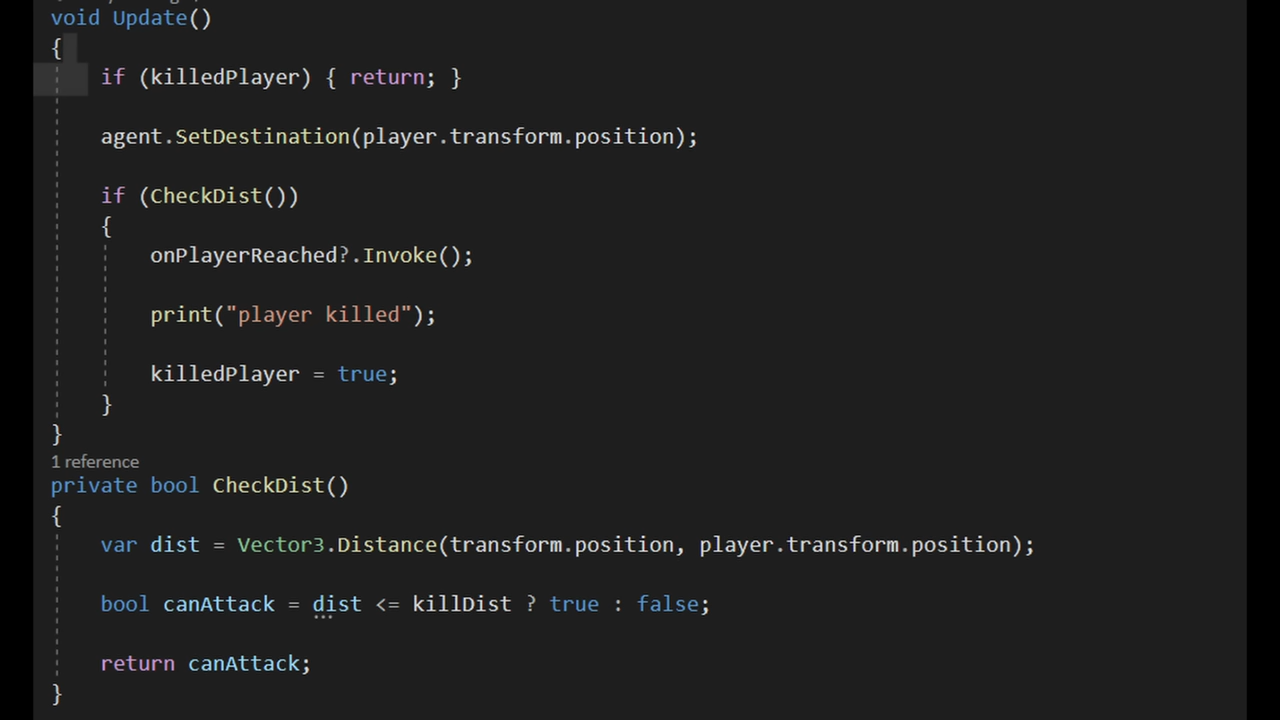 void Update()
{
if (killedPlayer) { return; }
agent.SetDestination(player.transform.position);
if (CheckDist())
{
onPlayerReached?.Invoke();
print("player killed");
killedPlayer = true;
}
}
1 reference
private bool CheckDist()
{
var dist = Vector3.Distance(transform.position, player.transform.position);
bool canAttack = dist <= killDist ? true : false;
return canAttack;
}